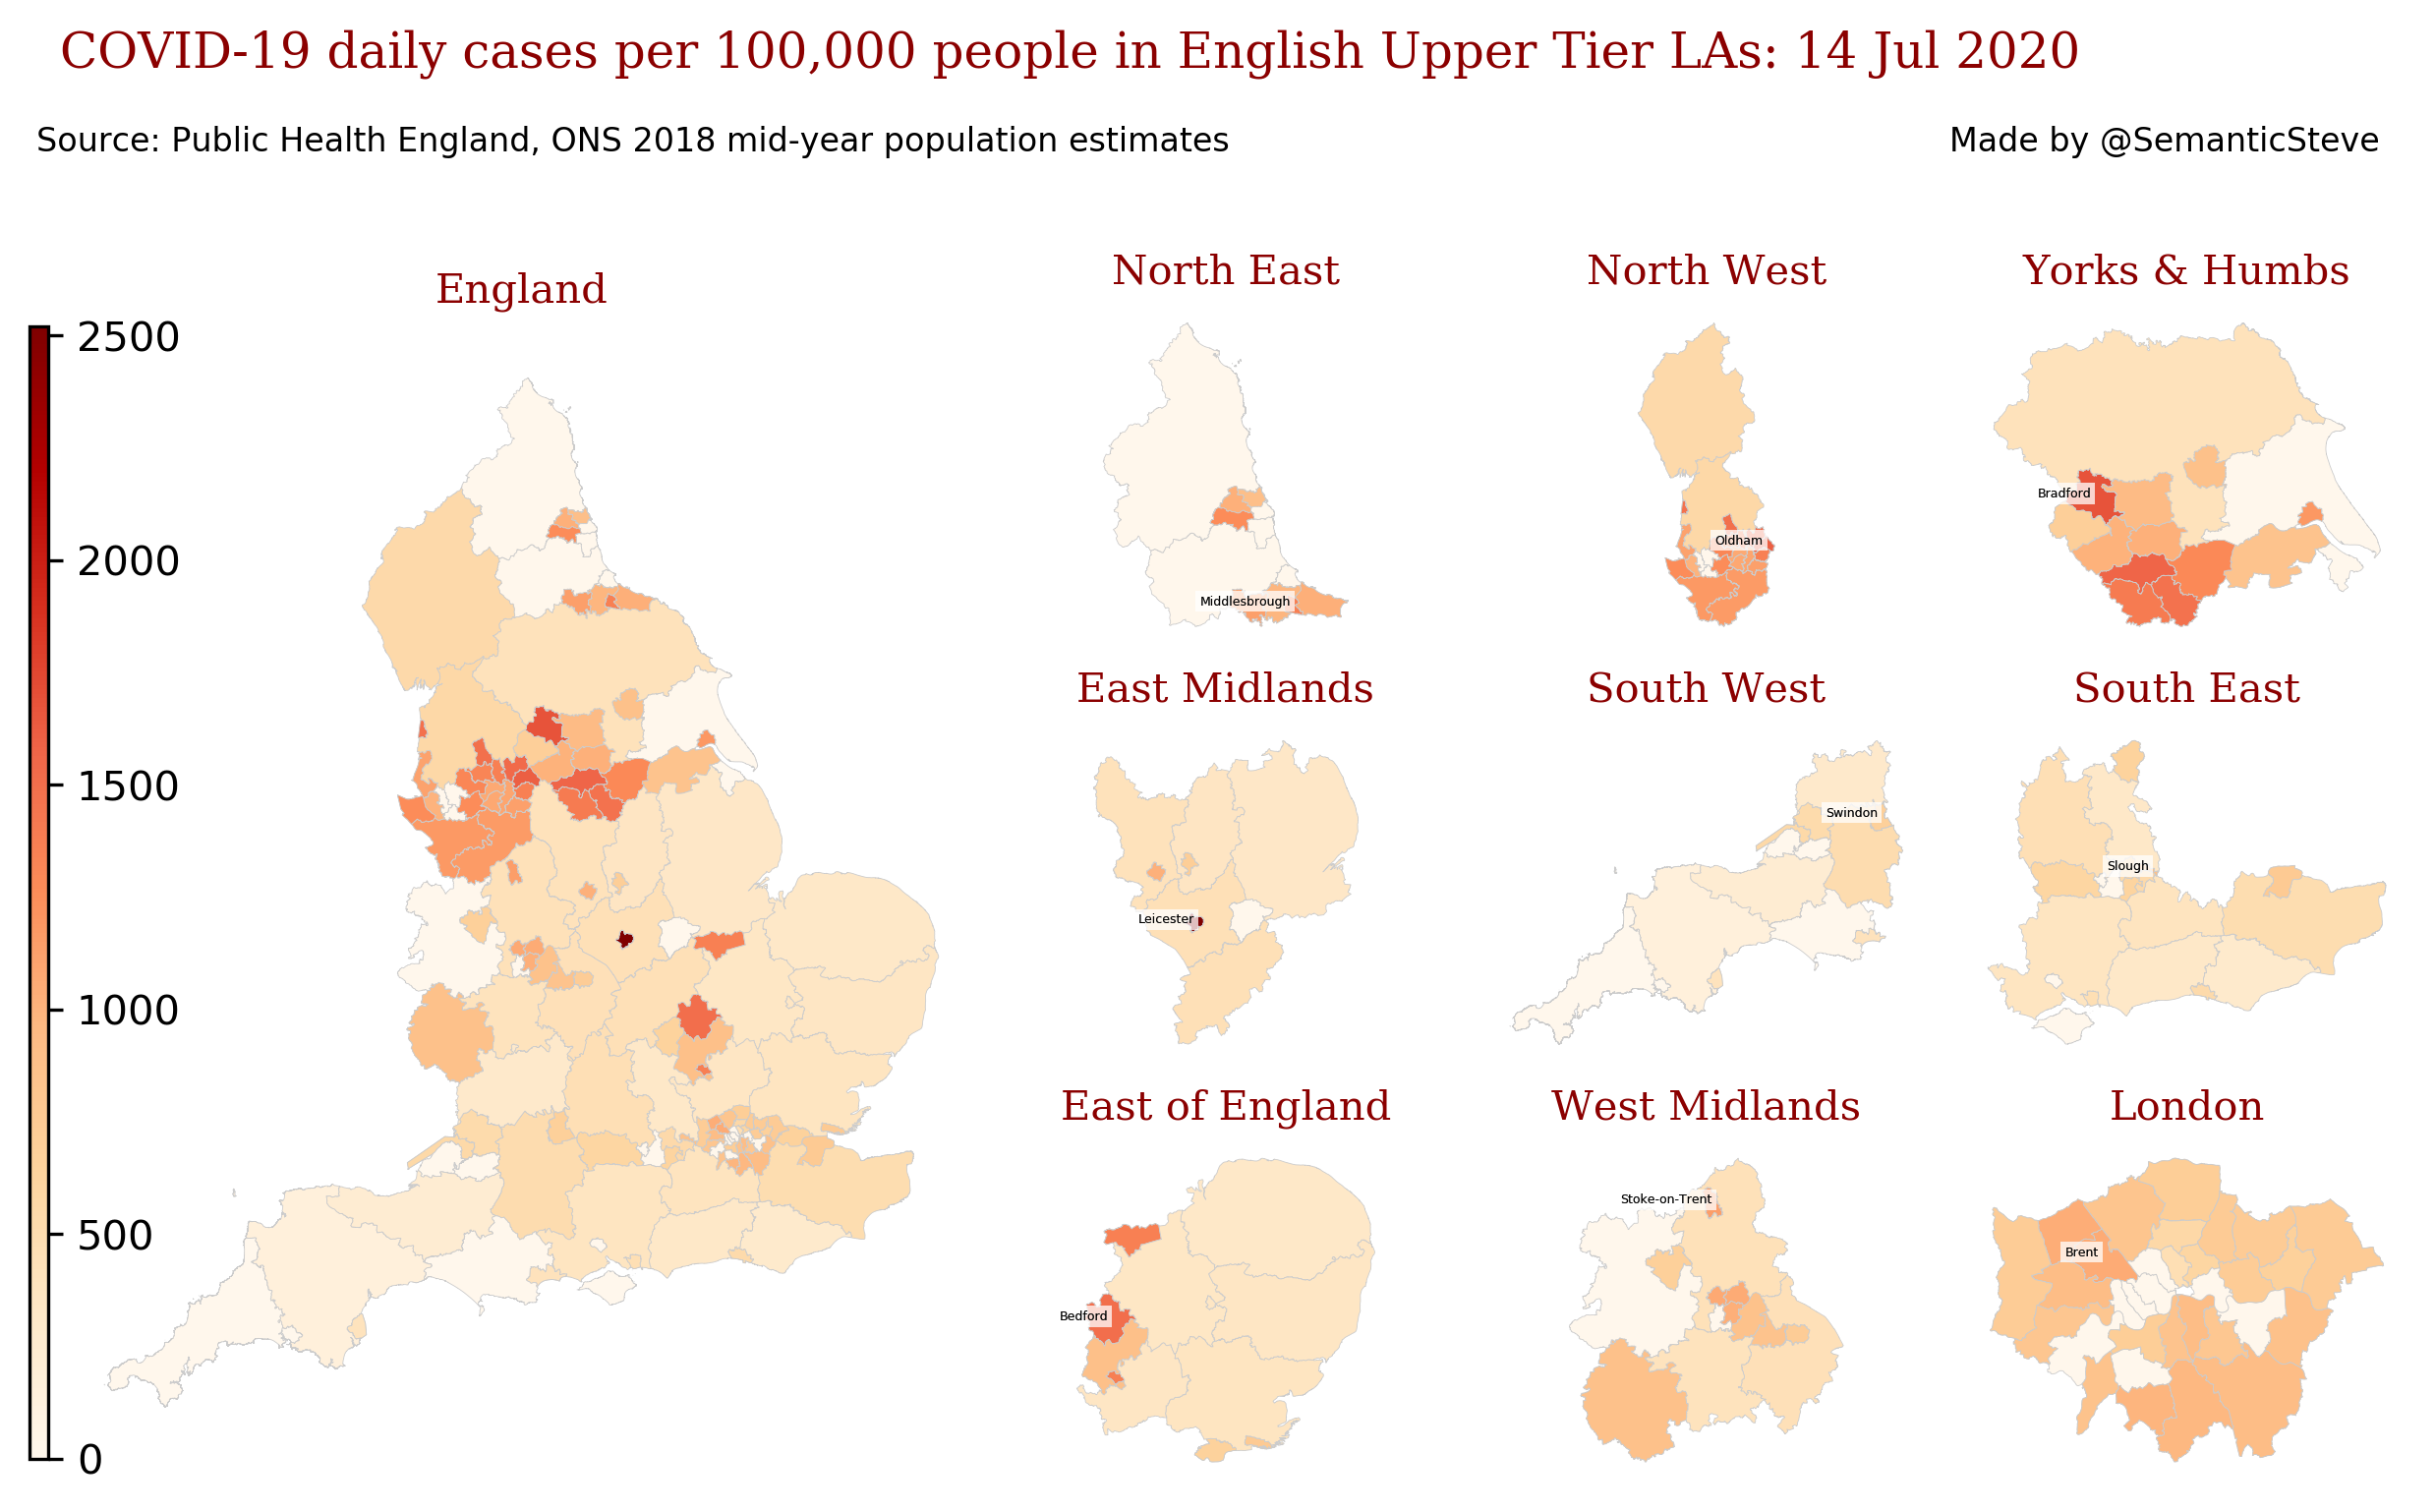 COVID-19 daily cases per 100,000 people in English Upper Tier LAs: 14 Jul 2020
Source: Public Health England, ONS 2018 mid-year population estimates
Made by @SemanticSteve
England
2500
2000
1500
1000
500
0
North East
Middlesbrough
North West
Oldham
Yorks & Humbs
Bradford
East Midlands
Leicester
South West
Swindon
South East
Slough
East of England
Bedford
West Midlands
Stoke-on-Trent
London
Brent